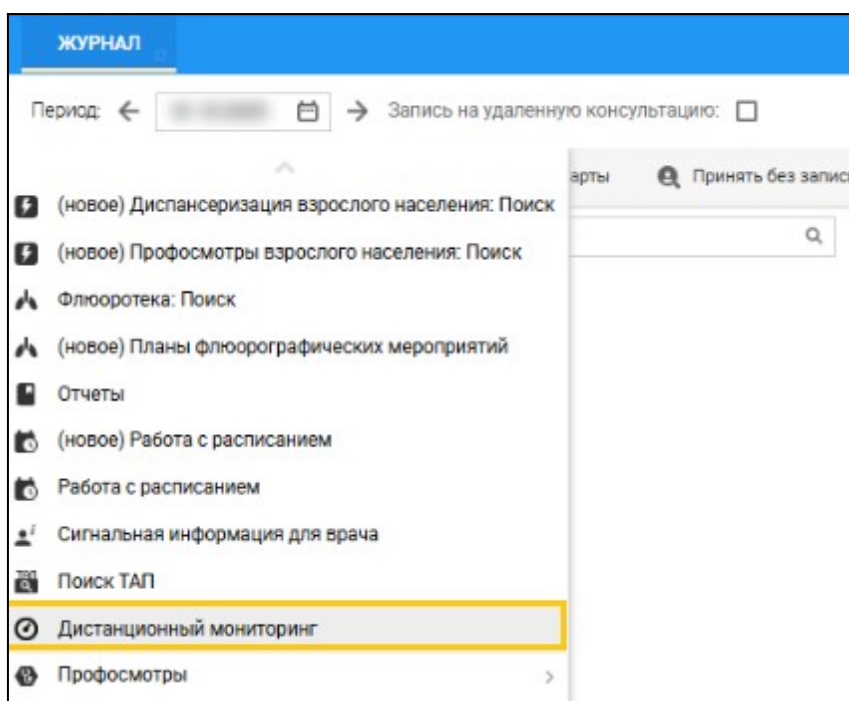 ЖУРНАЛ
Период: Запись на удаленную консультацию:
арты Принять без запис
(новое) Диспансеризация взрослого населения: Поиск
(новое) Профосмотры взрослого населения: Поиск
Флюоротека: Поиск
(новое) Планы флюорографических мероприятий
Отчеты
(новое) Работа с расписанием
Работа с расписанием
Сигнальная информация для врача
Поиск ТАП
Дистанционный мониторинг
Профосмотры